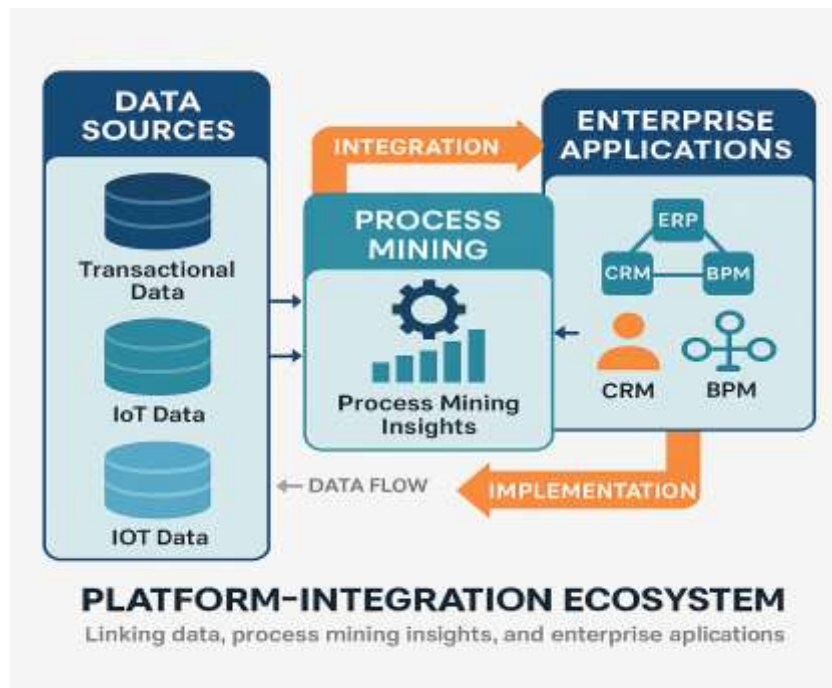 DATA
SOURCES
Transactional
Data
IoT Data
IOT Data
INTEGRATION
PROCESS
MINING
Process Mining
Insights
ENTERPRISE
APPLICATIONS
ERP
CRM
BPM
CRM
BPM
DATA FLOW
IMPLEMENTATION
PLATFORM-INTEGRATION ECOSYSTEM
Linking data, process mining insights, and enterprise aplications